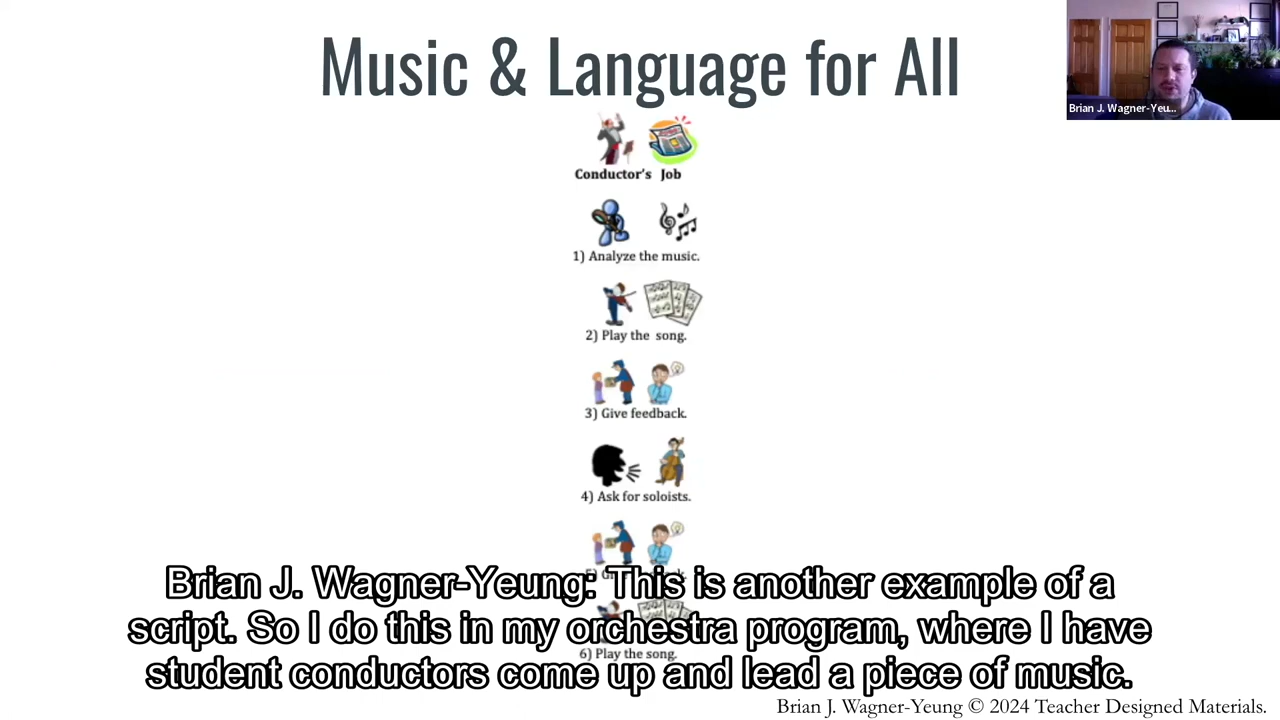 Music & Language for All
Brian J. Wagner-Yeu...
Conductor's Job
1) Analyze the music.
2) Play the song.
3) Give feedback.
4) Ask for soloists.
Brian J. Wagner-Yeung: This is another example of a
script. So I do this in my orchestra program, where I have
6) Play the song.
student conductors come up and lead a piece of music.
Brian J. Wagner-Yeung © 2024 Teacher Designed Materials.